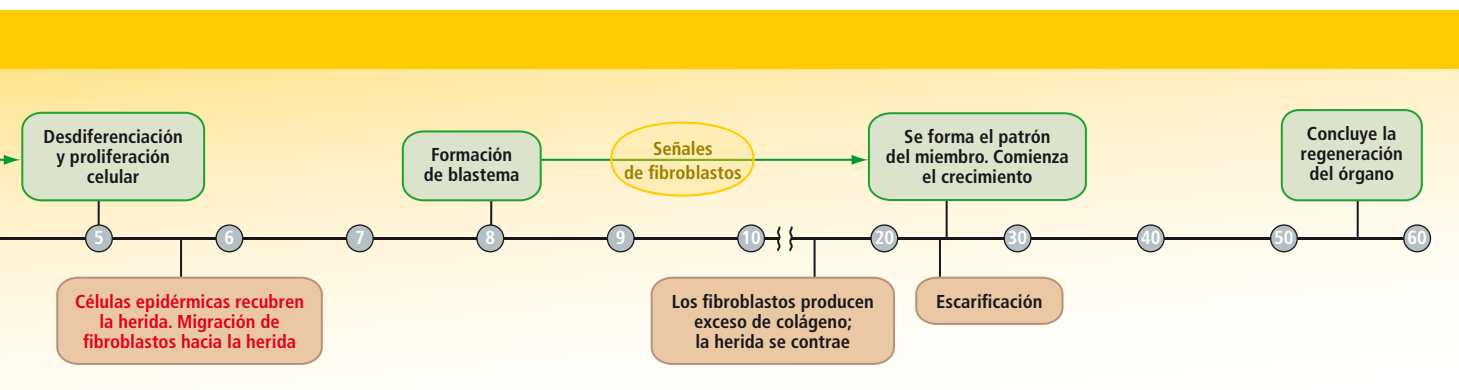 Desdiferenciación
y proliferación
celular
Formación
de blastema
Señales
de fibroblastos
Se forma el patrón
del miembro. Comienza
el crecimiento
Concluye la
regeneración
del órgano
5 6 7 8 9 10 20 30 40 50 60
Células epidérmicas recubren
la herida. Migración de
fibroblastos hacia la herida
Los fibroblastos producen
exceso de colágeno;
la herida se contrae
Escarificación